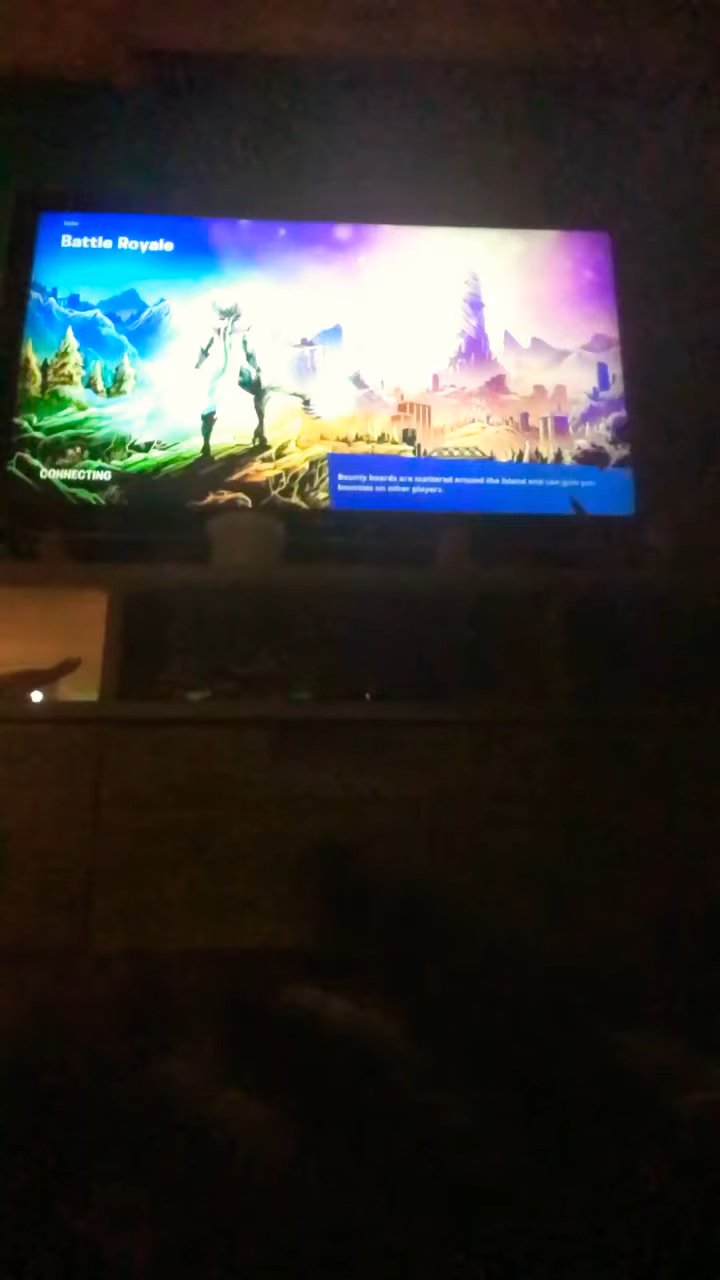 Battle Royale
CONNECTING
Bounty boards are scattered around the Island and can give you
bounties on other players.